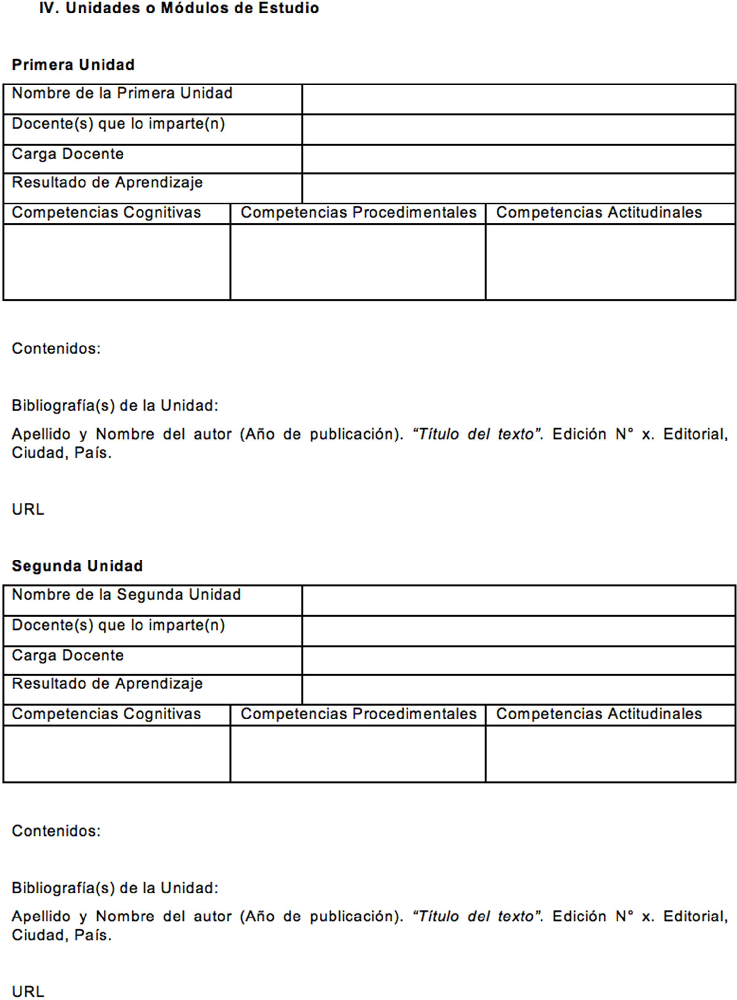 IV. Unidades o Módulos de Estudio
Primera Unidad
Nombre de la Primera Unidad
Docente(s) que lo imparte(n)
Carga Docente
Resultado de Aprendizaje
Competencias Cognitivas Competencias Procedimentales Competencias Actitudinales
Contenidos:
Bibliografía(s) de la Unidad:
Apellido y Nombre del autor (Año de publicación). “Título del texto”. Edición N° x. Editorial,
Ciudad, País.
URL
Segunda Unidad
Nombre de la Segunda Unidad
Docente(s) que lo imparte(n)
Carga Docente
Resultado de Aprendizaje
Competencias Cognitivas Competencias Procedimentales Competencias Actitudinales
Contenidos:
Bibliografía(s) de la Unidad:
Apellido y Nombre del autor (Año de publicación). “Título del texto”. Edición N° x. Editorial,
Ciudad, País.
URL